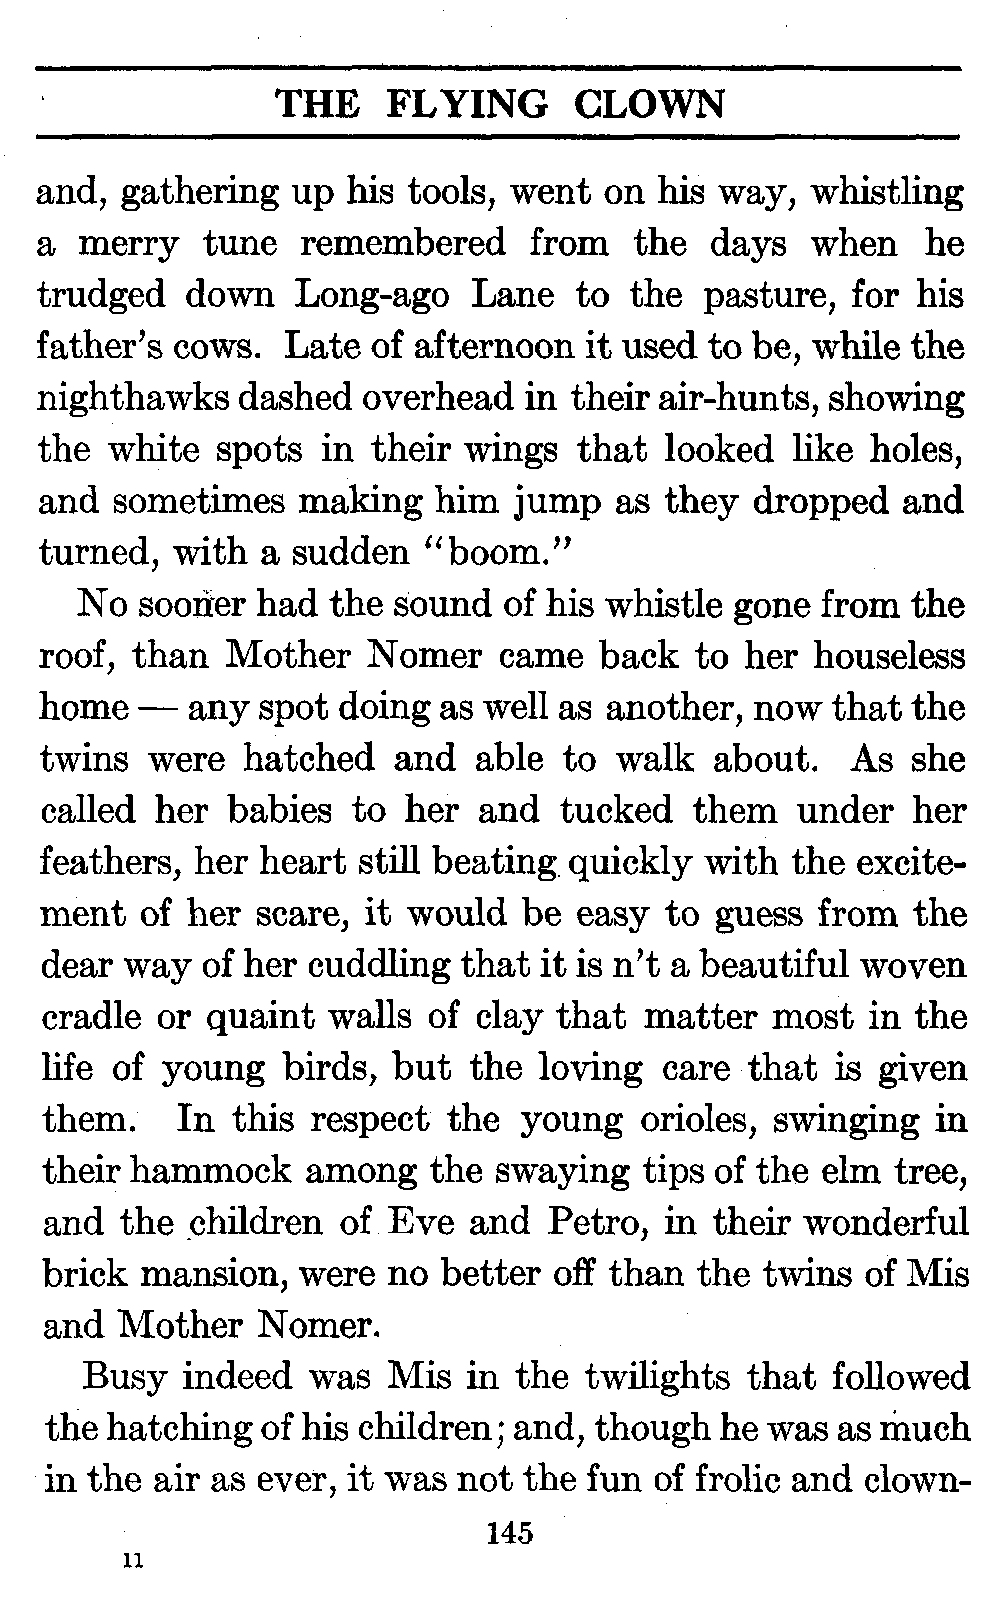 THE FLYING CLOWN
and, gathering up his tools, went on his way, whistling
a merry tune remembered from the days when he
trudged down Long-ago Lane to the pasture, for his
father's cows. Late of afternoon it used to be, while the
nighthawks dashed overhead in their air-hunts, showing
the white spots in their wings that looked like holes,
and sometimes making him jump as they dropped and
turned, with a sudden "boom."
No sooner had the sound of his whistle gone from the
roof, than Mother Nomer came back to her houseless
home — any spot doing as well as another, now that the
twins were hatched and able to walk about. As she
called her babies to her and tucked them under her
feathers, her heart still beating quickly with the excite-
ment of her scare, it would be easy to guess from the
dear way of her cuddling that it is n't a beautiful woven
cradle or quaint walls of clay that matter most in the
life of young birds, but the loving care that is given
them. In this respect the young orioles, swinging in
their hammock among the swaying tips of the elm tree,
and the children of Eve and Petro, in their wonderful
brick mansion, were no better off than the twins of Mis
and Mother Nomer.
Busy indeed was Mis in the twilights that followed
the hatching of his children; and, though he was as much
in the air as ever, it was not the fun of frolic and clown-
145
11